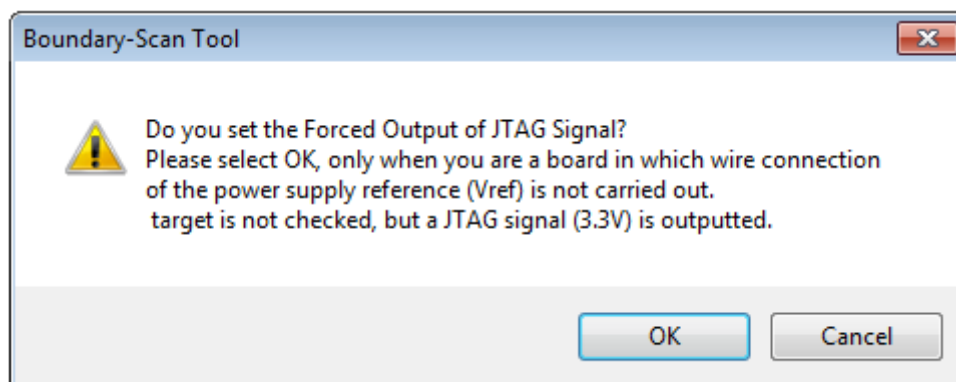 Boundary-Scan Tool
Do you set the Forced Output of JTAG Signal?
Please select OK, only when you are a board in which wire connection
of the power supply reference (Vref) is not carried out.
target is not checked, but a JTAG signal (3.3V) is outputted.
OK Cancel